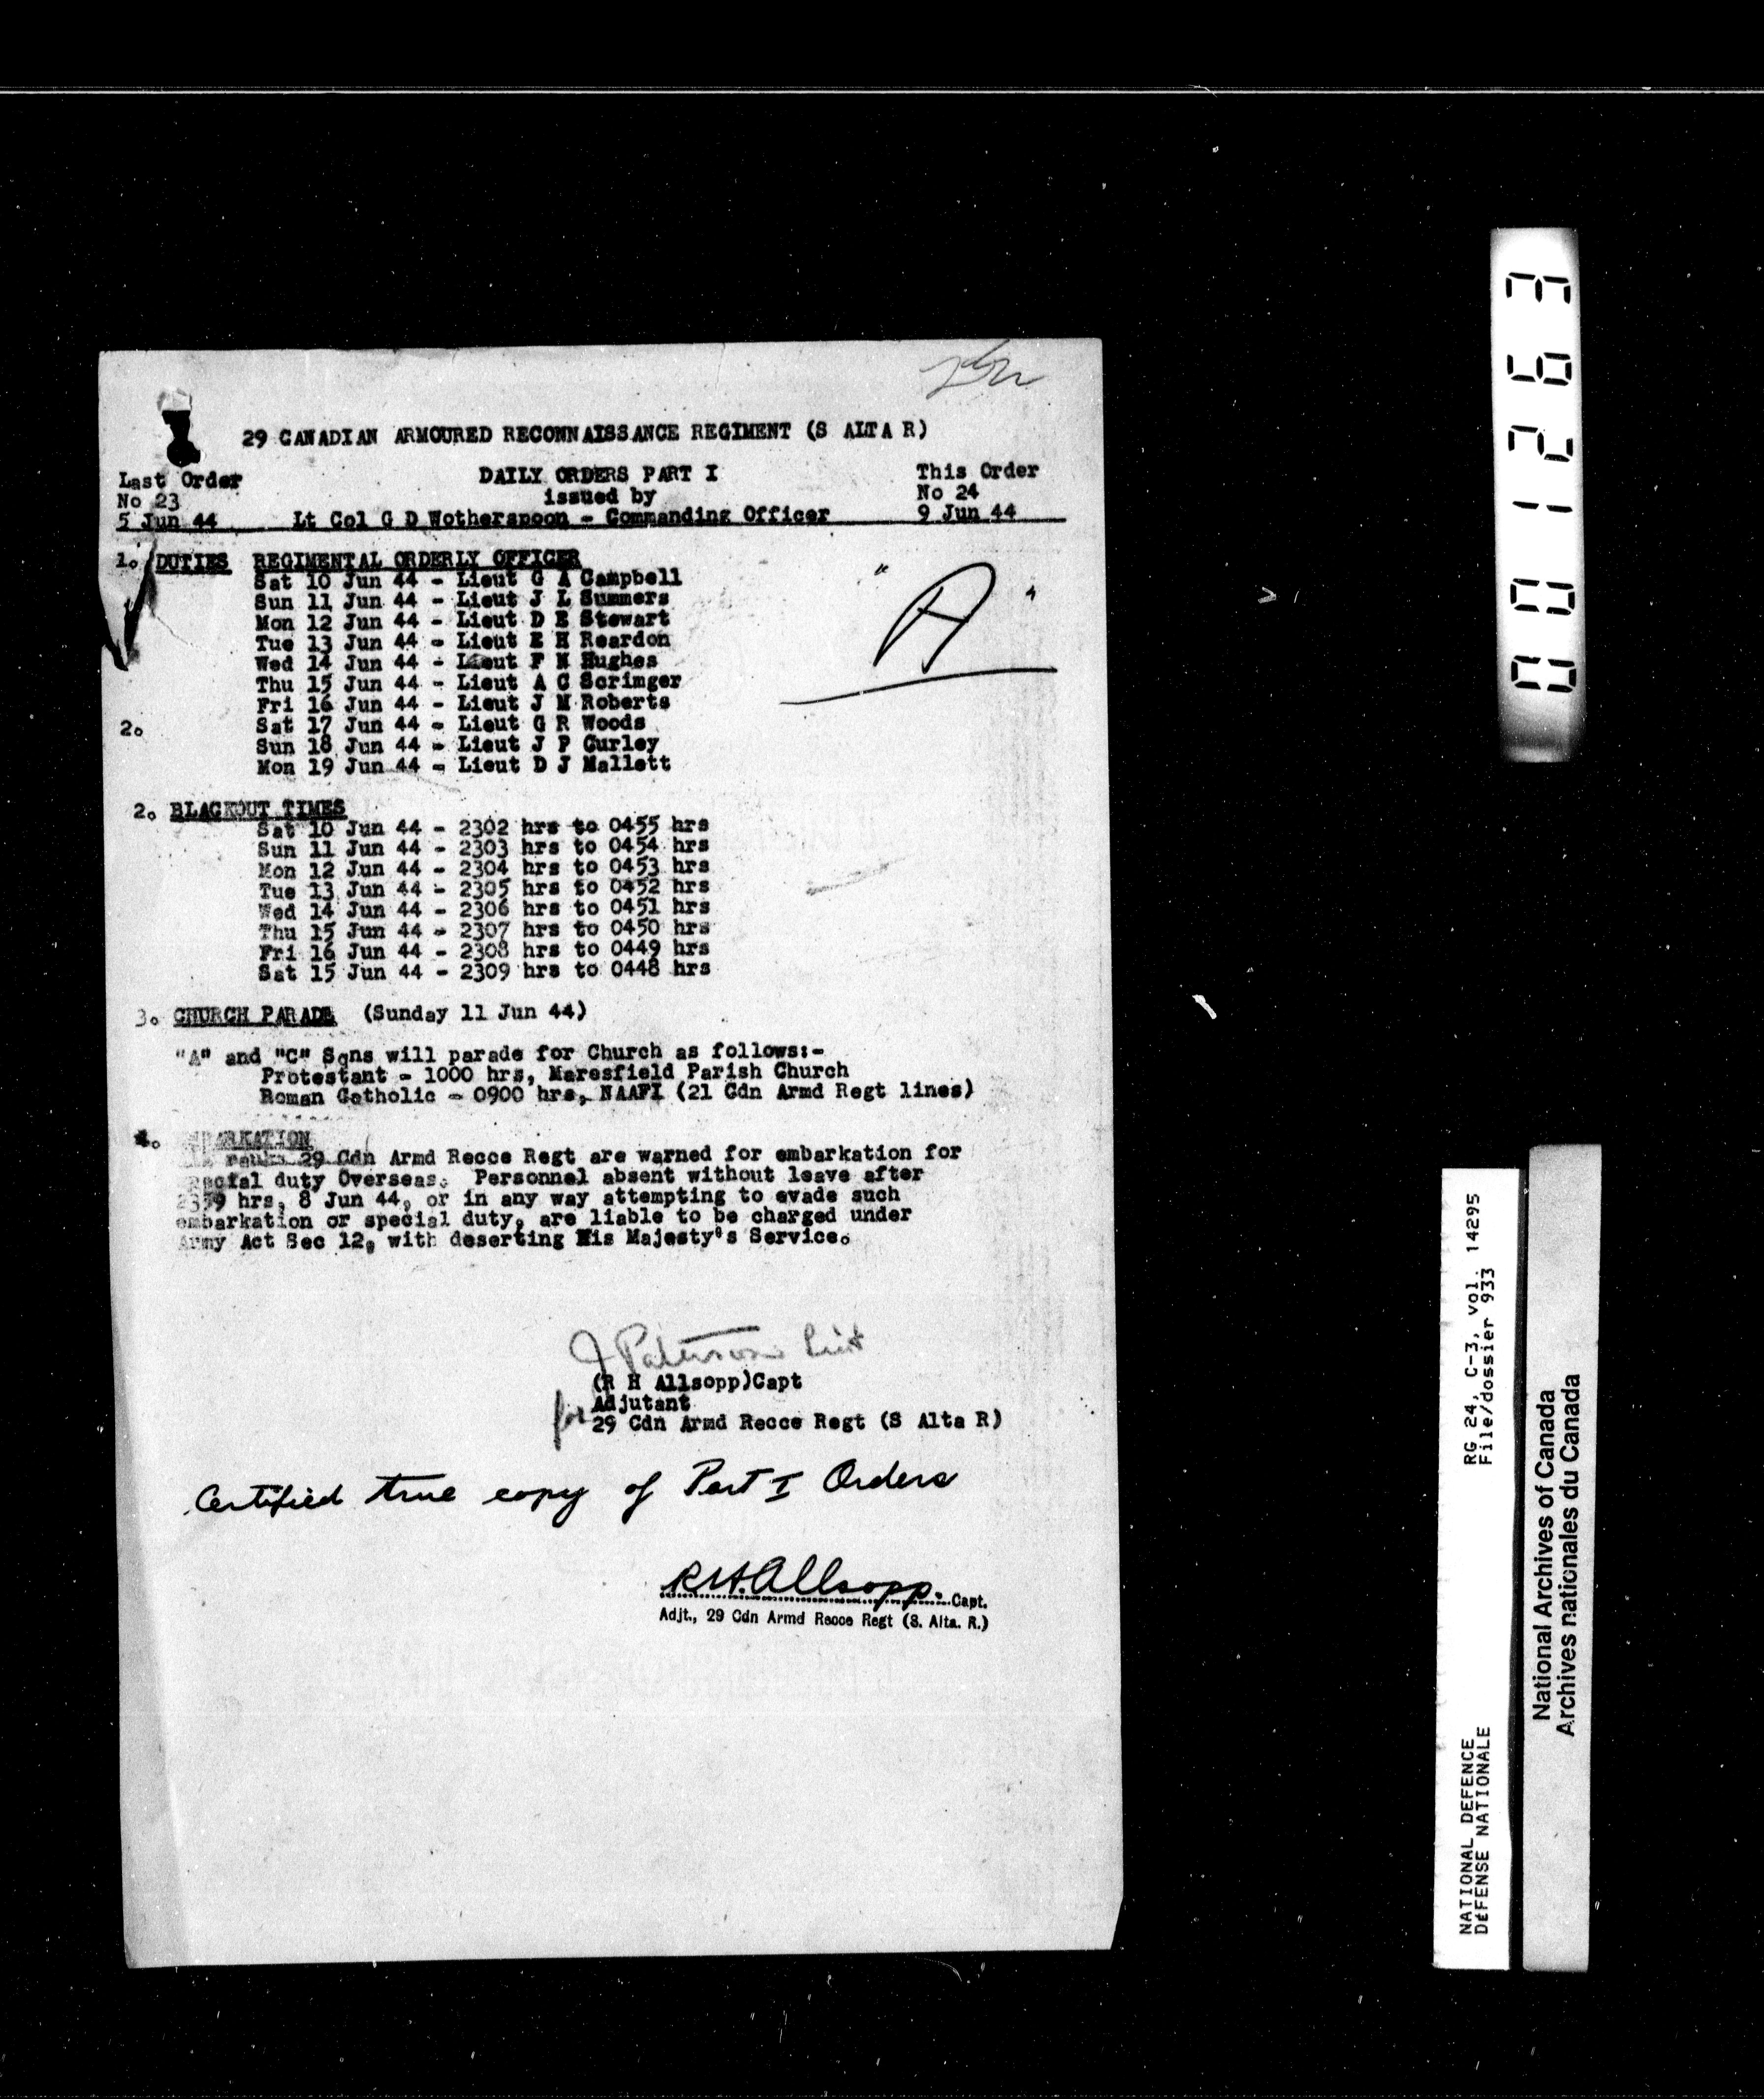 29 CANADIAN ARMOURED RECONNAISSANCE REGIMENT (S ALTA R)
Last Order DAILY ORDERS PART I This Order
No 23 issued by No 24
5 Jun 44 Lt Col G D Wotherspoon - Commanding Officer 9 Jun 44
1. DUTIES REGIMENTAL ORDERLY OFFICER
Sat 10 Jun 44 - Lieut G A Campbell
Sun 11 Jun 44 - Lieut J L Summers
Mon 12 Jun 44 - Lieut D E Stewart
Tue 13 Jun 44 - Lieut E H Reardon
Wed 14 Jun 44 - Lieut F N Hughes
Thu 15 Jun 44 - Lieut A C Scrimger
Fri 16 Jun 44 - Lieut J M Roberts
2. Sat 17 Jun 44 - Lieut G R Woods
Sun 18 Jun 44 - Lieut J P Curley
Mon 19 Jun 44 - Lieut D J Mallett
"A"
2. BLACKOUT TIMES
Sat 10 Jun 44 - 2302 hrs to 0455 hrs
Sun 11 Jun 44 - 2303 hrs to 0454 hrs
Mon 12 Jun 44 - 2304 hrs to 0453 hrs
Tue 13 Jun 44 - 2305 hrs to 0452 hrs
Wed 14 Jun 44 - 2306 hrs to 0451 hrs
Thu 15 Jun 44 - 2307 hrs to 0450 hrs
Fri 16 Jun 44 - 2308 hrs to 0449 hrs
Sat 15 Jun 44 - 2309 hrs to 0448 hrs
3. CHURCH PARADE (Sunday 11 Jun 44)
"A" and "C" Sqns will parade for Church as follows:-
Protestant - 1000 hrs, Maresfield Parish Church
Roman Catholic - 0900 hrs, NAAFI (21 Cdn Armd Regt lines)
4. EMBARKATION
ranks 29 Cdn Armd Recce Regt are warned for embarkation for
special duty Overseas. Personnel absent without leave after
2359 hrs, 8 Jun 44, or in any way attempting to evade such
embarkation or special duty, are liable to be charged under
Army Act Sec 12, with deserting His Majesty's Service.
J Paterson Lieut
(R H Allsopp)Capt
for Adjutant
29 Cdn Armd Recce Regt (S Alta R)
Certified true copy of Part I Orders
R H. Allsopp. Capt.
Adjt., 29 Cdn Armd Recce Regt (S. Alta. R.)
001263
RG 24, C-3, vol. 14295
File/dossier 933
NATIONAL DEFENCE
DÉFENSE NATIONALE
National Archives of Canada
Archives nationales du Canada